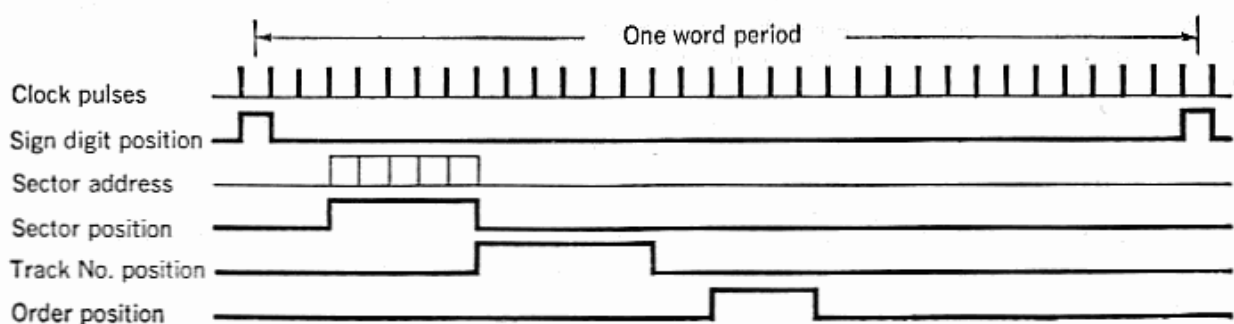 One word period
Clock pulses
Sign digit position
Sector address
Sector position
Track No. position
Order position